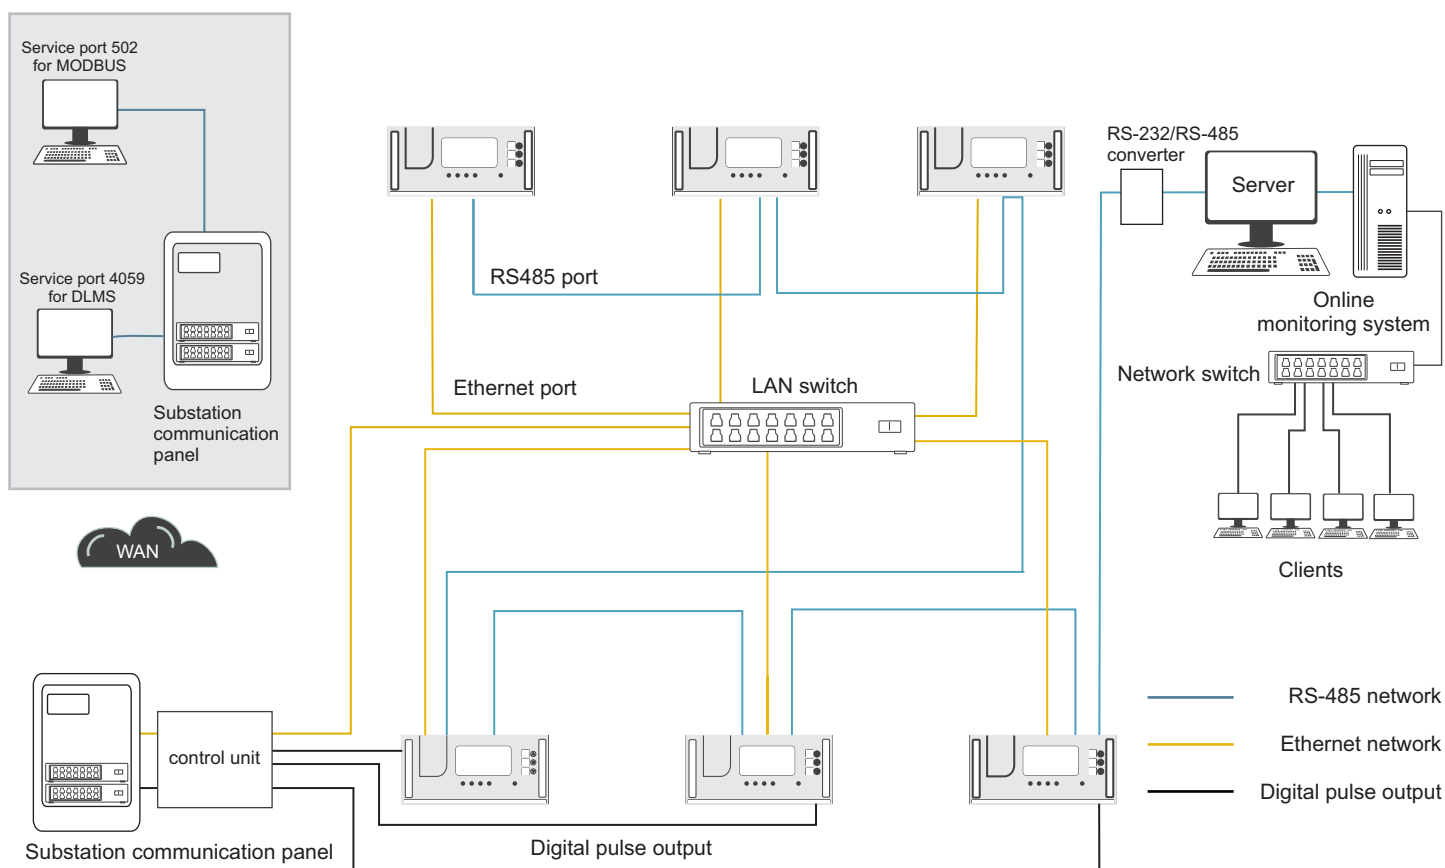 Service port 502
for MODBUS
Service port 4059
for DLMS
Substation
communication
panel
WAN
RS485 port
Ethernet port
LAN switch
RS-232/RS-485
converter
Server
Online
monitoring system
Network switch
Clients
control unit
Substation communication panel
Digital pulse output
RS-485 network
Ethernet network
Digital pulse output